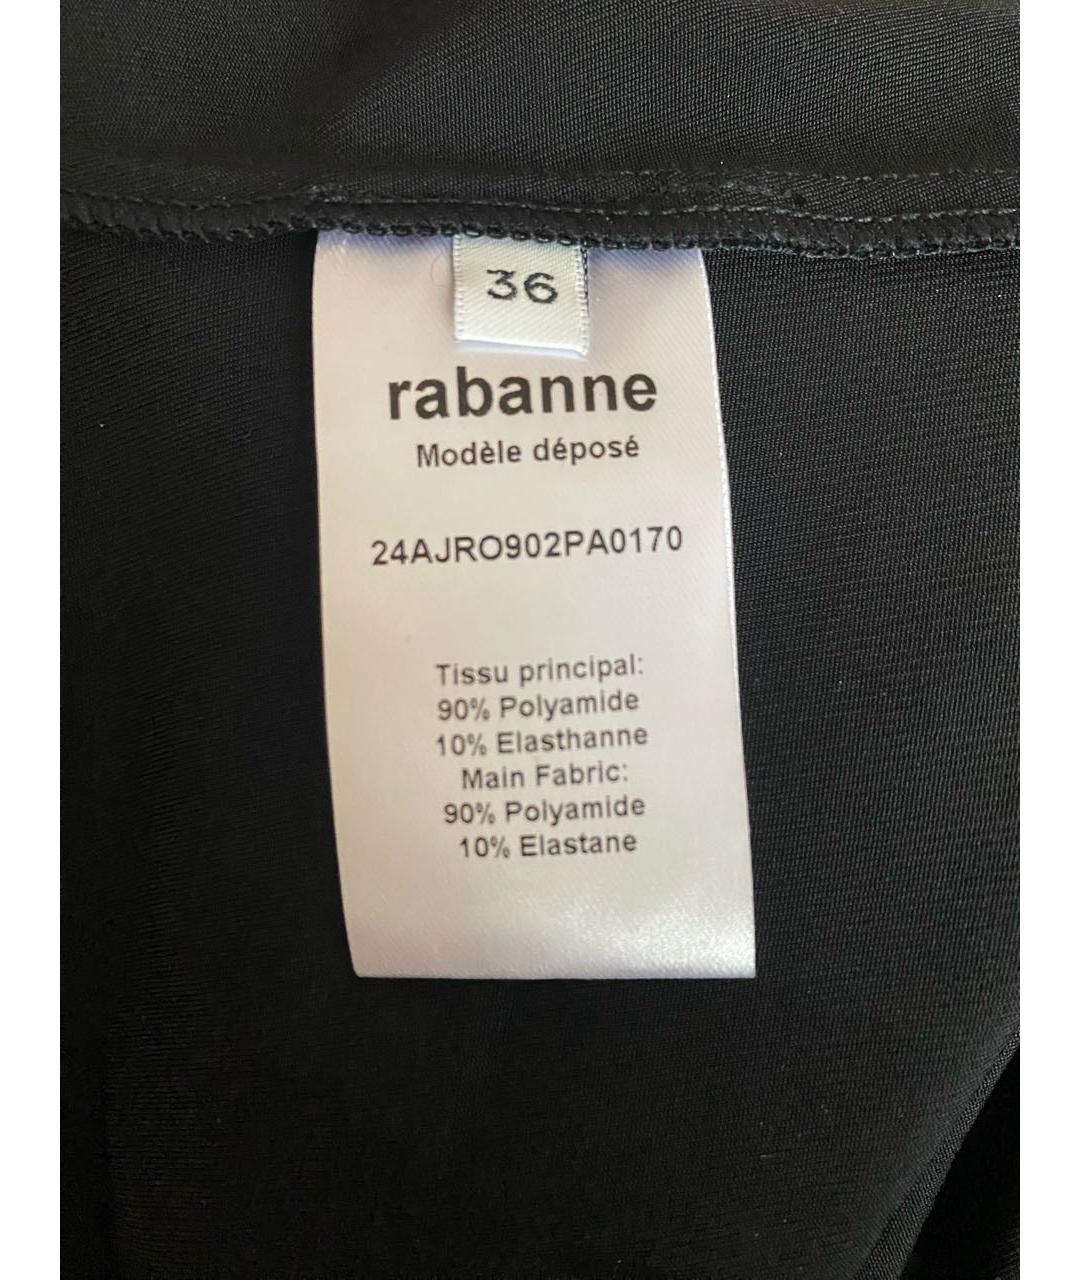 36
rabanne
Modèle déposé
24AJRO902PA0170
Tissu principal:
90% Polyamide
10% Elasthanne
Main Fabric:
90% Polyamide
10% Elastane